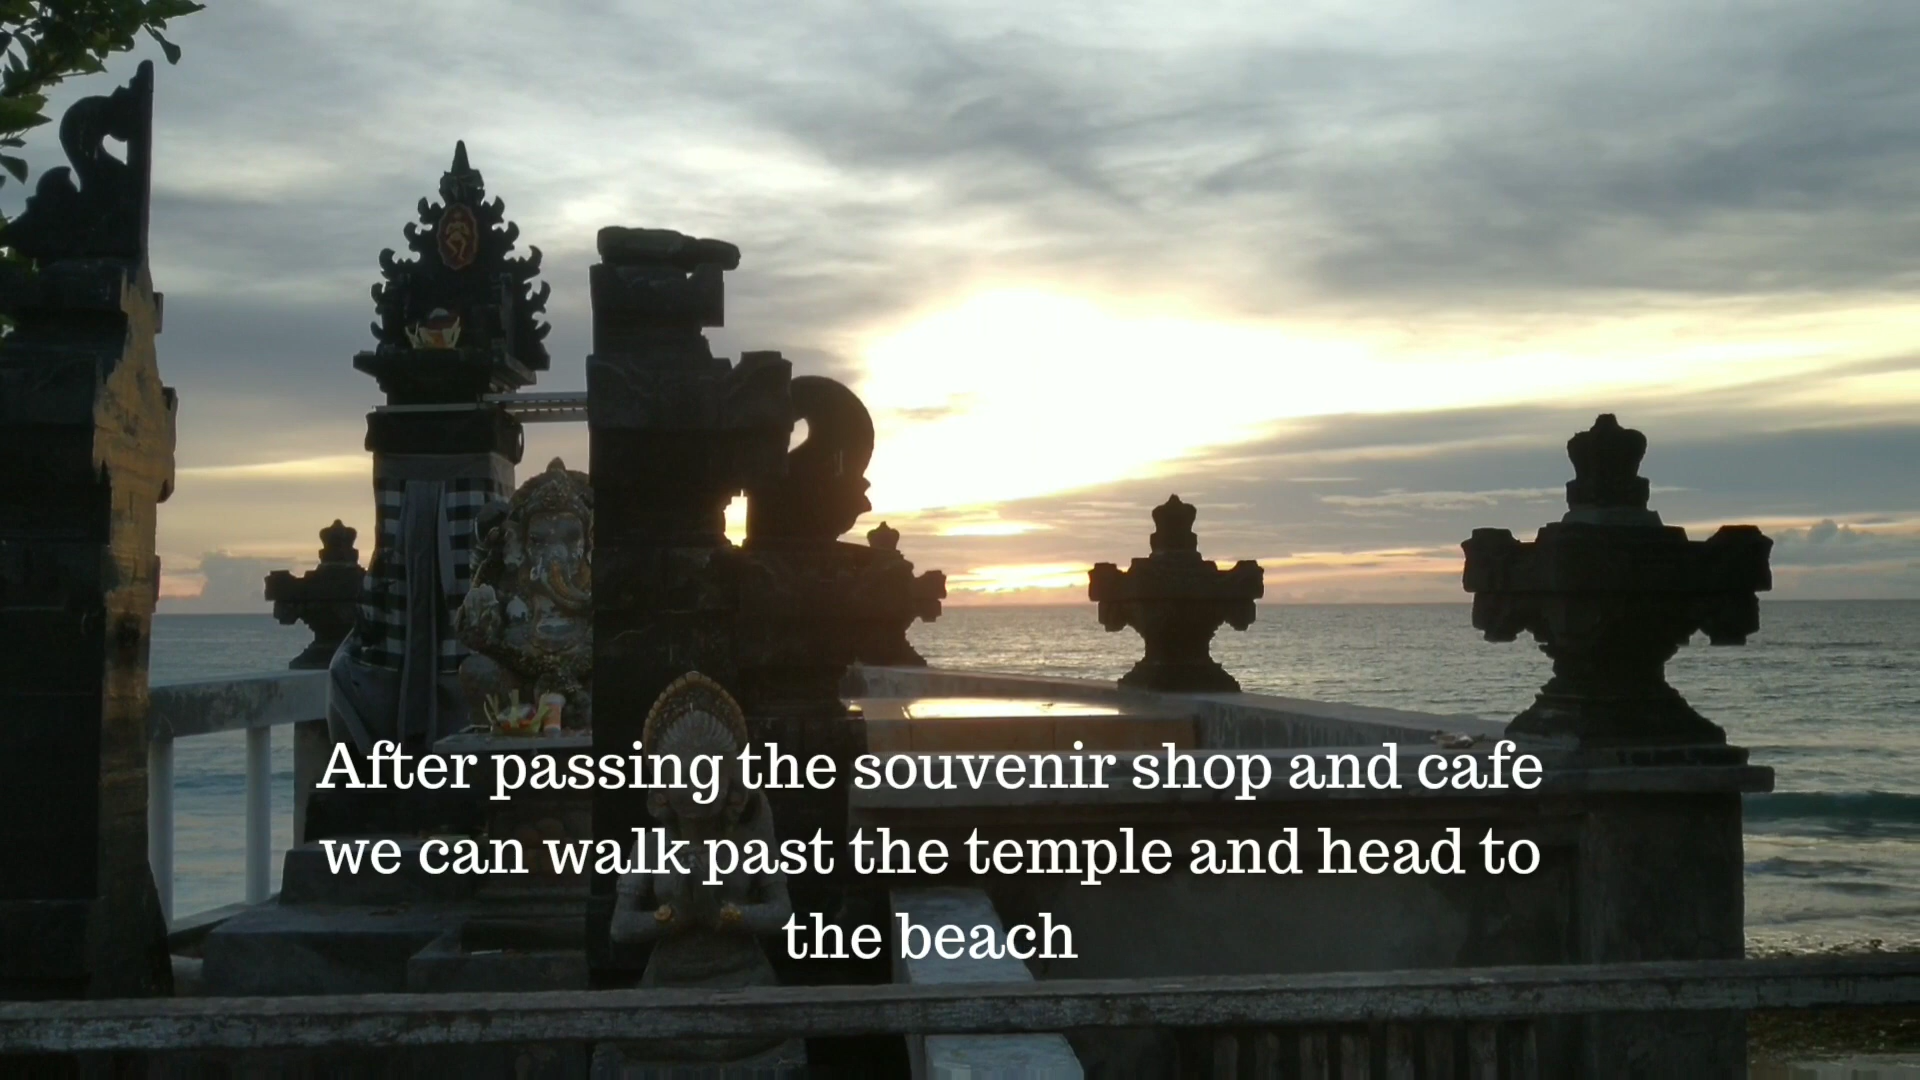 After passing the souvenir shop and cafe
we can walk past the temple and head to
the beach